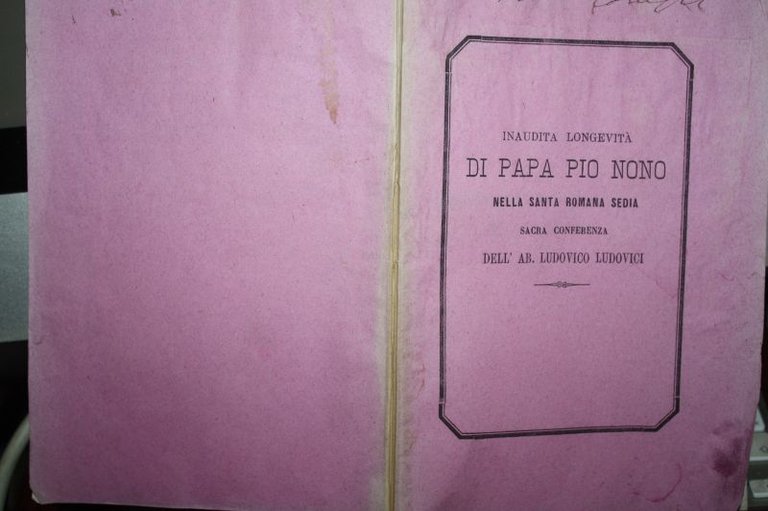 INAUDITA LONGEVITÀ
DI PAPA PIO NONO
NELLA SANTA ROMANA SEDIA
SACRA CONFERENZA
DELL' AB. LUDOVICO LUDOVICI